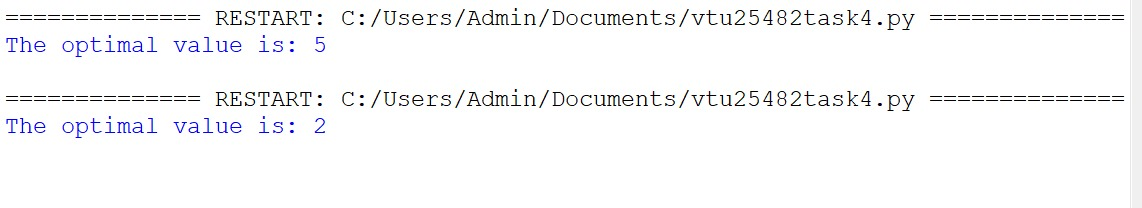 ============== RESTART: C:/Users/Admin/Documents/vtu25482task4.py ==============
The optimal value is: 5
============== RESTART: C:/Users/Admin/Documents/vtu25482task4.py ==============
The optimal value is: 2